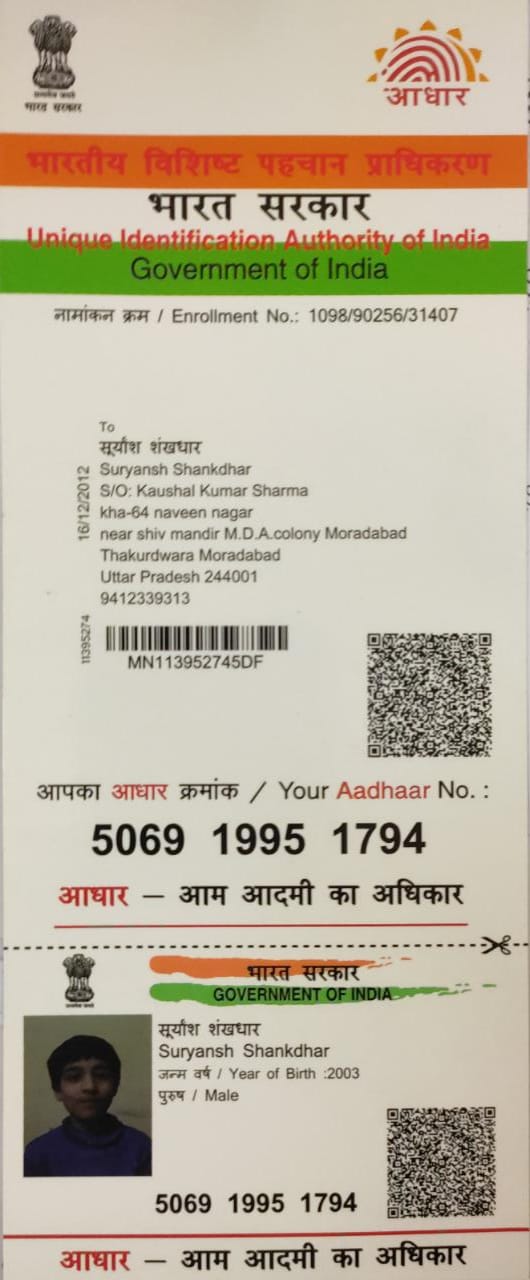 भारत सरकार
आधार
भारतीय विशिष्ट पहचान प्राधिकरण
भारत सरकार
Unique Identification Authority of India
Government of India
नामांकन क्रम / Enrollment No.: 1098/90256/31407
To
सूर्यांश शंखधार
Suryansh Shankdhar
S/O: Kaushal Kumar Sharma
kha-64 naveen nagar
near shiv mandir M.D.A.colony Moradabad
Thakurdwara Moradabad
Uttar Pradesh 244001
9412339313
16/12/2012
11395274
MN113952745DF
आपका आधार क्रमांक / Your Aadhaar No. :
5069 1995 1794
आधार – आम आदमी का अधिकार
भारत सरकार
GOVERNMENT OF INDIA
सूर्यांश शंखधार
Suryansh Shankdhar
जन्म वर्ष / Year of Birth :2003
पुरुष / Male
5069 1995 1794
आधार – आम आदमी का अधिकार